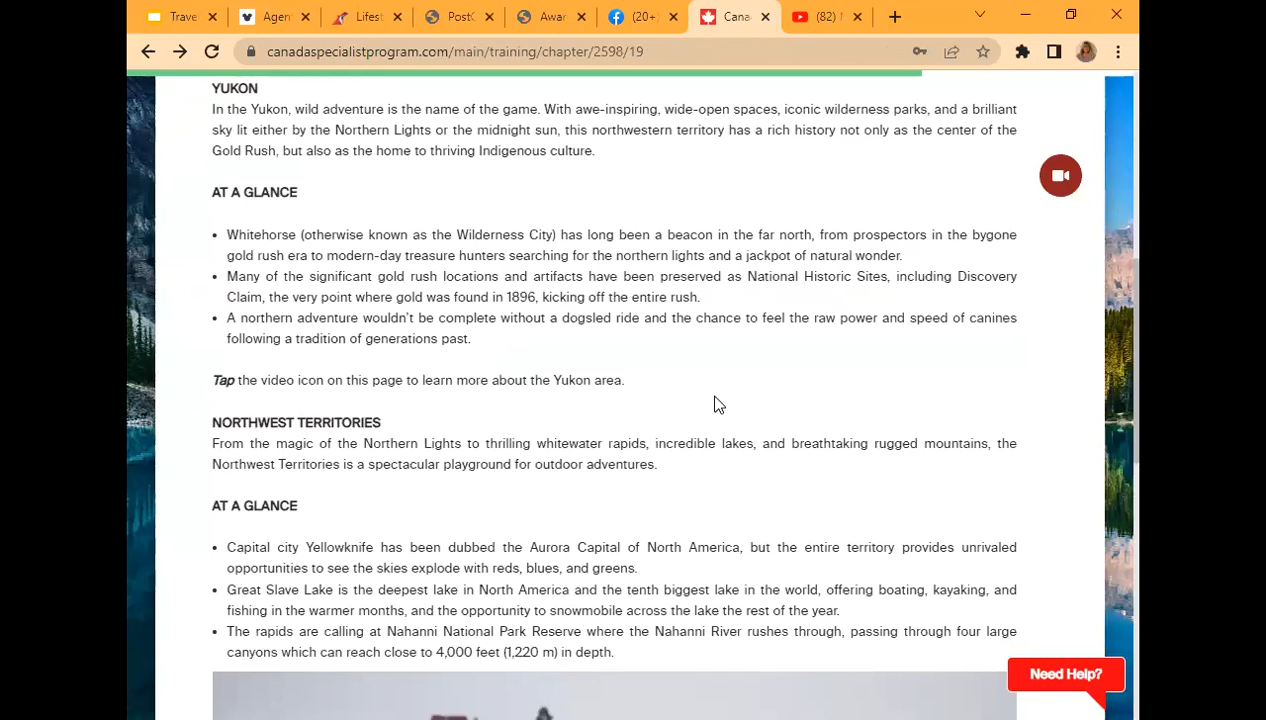 Trave
Agen
Lifest
PostC
Awar
(20+
Cana
(82) M
canadaspecialistprogram.com/main/training/chapter/2598/19
YUKON
In the Yukon, wild adventure is the name of the game. With awe-inspiring, wide-open spaces, iconic wilderness parks, and a brilliant
sky lit either by the Northern Lights or the midnight sun, this northwestern territory has a rich history not only as the center of the
Gold Rush, but also as the home to thriving Indigenous culture.
AT A GLANCE
• Whitehorse (otherwise known as the Wilderness City) has long been a beacon in the far north, from prospectors in the bygone
gold rush era to modern-day treasure hunters searching for the northern lights and a jackpot of natural wonder.
• Many of the significant gold rush locations and artifacts have been preserved as National Historic Sites, including Discovery
Claim, the very point where gold was found in 1896, kicking off the entire rush.
• A northern adventure wouldn't be complete without a dogsled ride and the chance to feel the raw power and speed of canines
following a tradition of generations past.
Tap the video icon on this page to learn more about the Yukon area.
NORTHWEST TERRITORIES
From the magic of the Northern Lights to thrilling whitewater rapids, incredible lakes, and breathtaking rugged mountains, the
Northwest Territories is a spectacular playground for outdoor adventures.
AT A GLANCE
• Capital city Yellowknife has been dubbed the Aurora Capital of North America, but the entire territory provides unrivaled
opportunities to see the skies explode with reds, blues, and greens.
• Great Slave Lake is the deepest lake in North America and the tenth biggest lake in the world, offering boating, kayaking, and
fishing in the warmer months, and the opportunity to snowmobile across the lake the rest of the year.
• The rapids are calling at Nahanni National Park Reserve where the Nahanni River rushes through, passing through four large
canyons which can reach close to 4,000 feet (1,220 m) in depth.
Need Help?